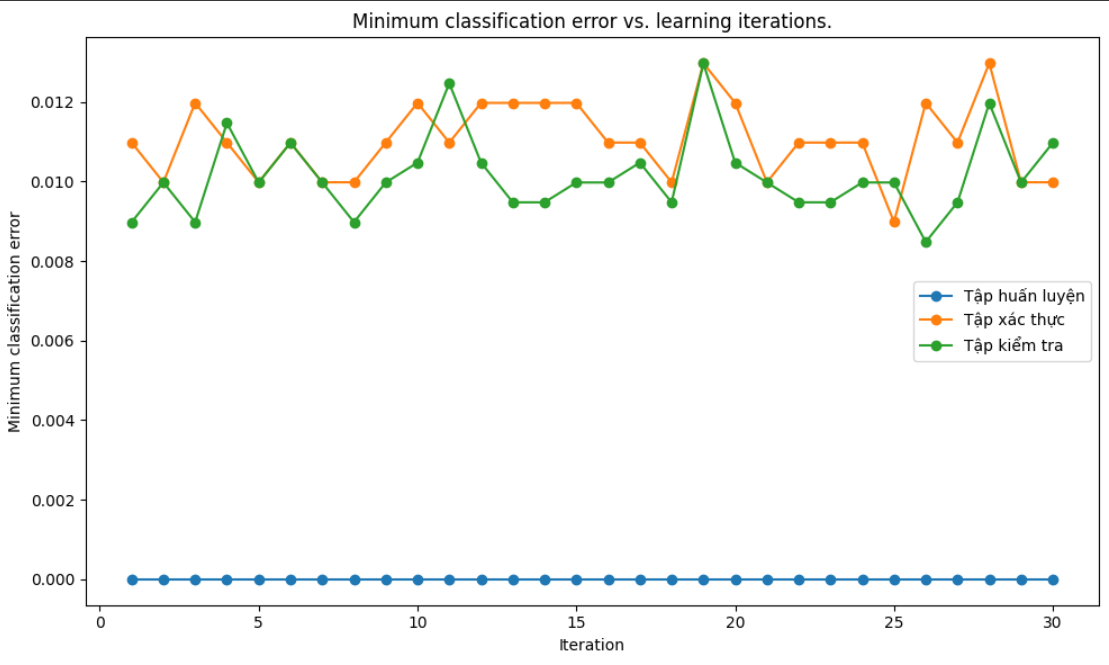 Minimum classification error vs. learning iterations.
Minimum classification error
0.012
0.010
0.008
0.006
0.004
0.002
0.000
Tập huấn luyện
Tập xác thực
Tập kiểm tra
0 5 10 15 20 25 30
Iteration